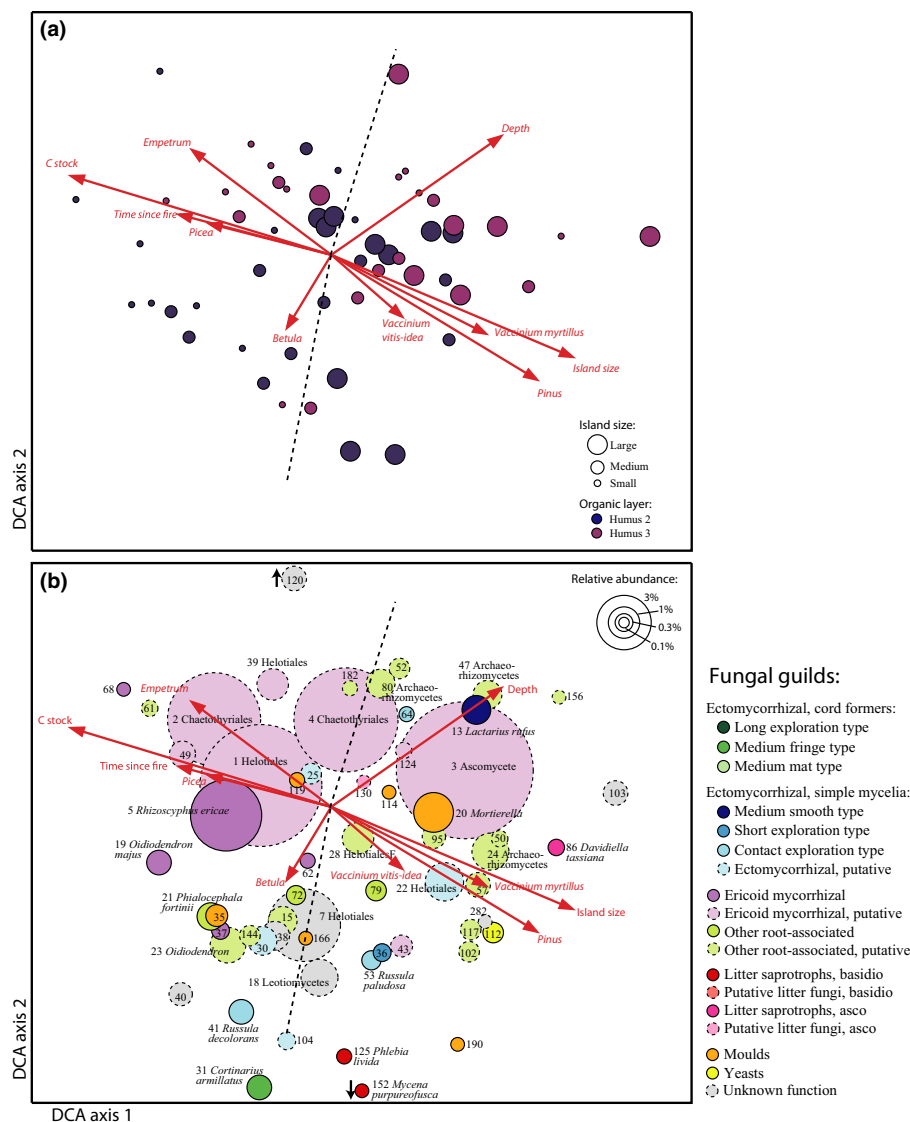 (a)
Depth
Empetrum
C stock
Time since fire
Picea
Vaccinium
vitis-idea
Vaccinium myrtillus
Betula
Island size
Pinus
Island size:
Large
Medium
Small
Organic layer:
Humus 2
Humus 3
DCA axis 2
(b)
120
Relative abundance:
3%
1%
0.3%
0.1%
39 Helotiales
182
52
47 Archaeo-
rhizomycetes
80 Archaeo-
rhizomycetes
68
Empetrum
Depth
156
61
C stock
2 Chaetothyriales
4 Chaetothyriales
64
13 Lactarius rufus
49
124
1 Helotiales
3 Ascomycete
Time since fire
25
Picea
119
130
114
103
5 Rhizoscyphus ericae
20 Mortierella
95
50
19 Oidiodendron
majus
28 HelotialesF
24 Archaeo-
rhizomycetes
86 Davidiella
tassiana
62
Betula
Vaccinium
vitis-idea
22 Helotiales
57
Vaccinium myrtillus
72
79
Island size
21 Phialocephala
fortinii
35
15
7 Helotiales
282
37
144
38
166
117
112
Pinus
23 Oidiodendron
30
36
43
102
53 Russula
paludosa
18 Leotiomycetes
40
41 Russula
decolorans
104
190
125 Phlebia
livida
31 Cortinarius
armillatus
152 Mycena
purpureofusca
DCA axis 2
DCA axis 1
Fungal guilds:
Ectomycorrhizal, cord formers:
Long exploration type
Medium fringe type
Medium mat type
Ectomycorrhizal, simple mycelia:
Medium smooth type
Short exploration type
Contact exploration type
Ectomycorrhizal, putative
Ericoid mycorrhizal
Ericoid mycorrhizal, putative
Other root-associated
Other root-associated, putative
Litter saprotrophs, basidio
Putative litter fungi, basidio
Litter saprotrophs, asco
Putative litter fungi, asco
Moulds
Yeasts
Unknown function